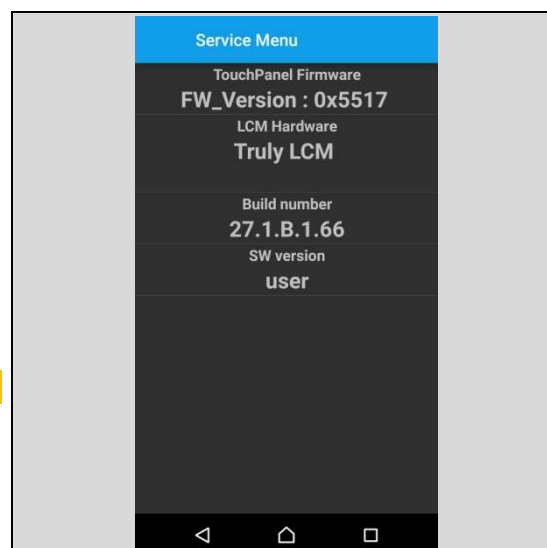 Service Menu
TouchPanel Firmware
FW_Version : 0x5517
LCM Hardware
Truly LCM
Build number
27.1.B.1.66
SW version
user